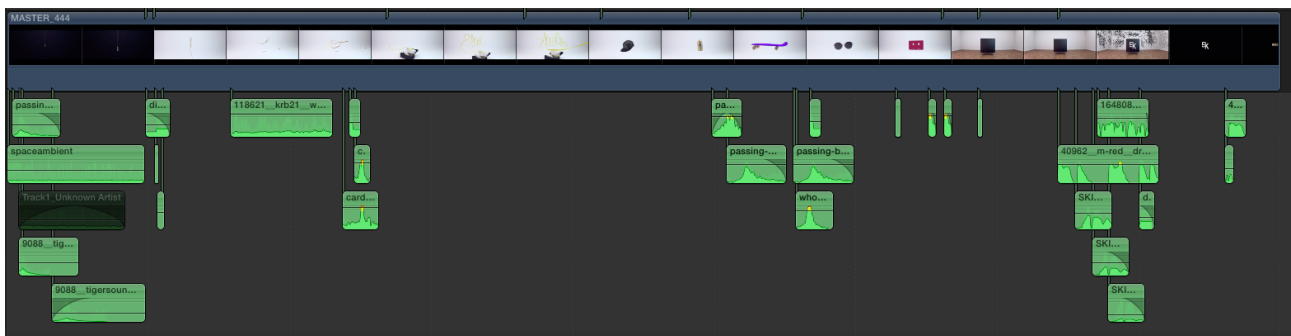 MASTER_444
passin...
di...
118621__krb21__w...
pa...
164808...
4...
spaceambient
c.
passing-...
passing-b...
40962__m-red__dr...
Track1_Unknown Artist
card...
who...
SKI...
d.
9088__tig...
SKI...
9088__tigersoun...
SKI...